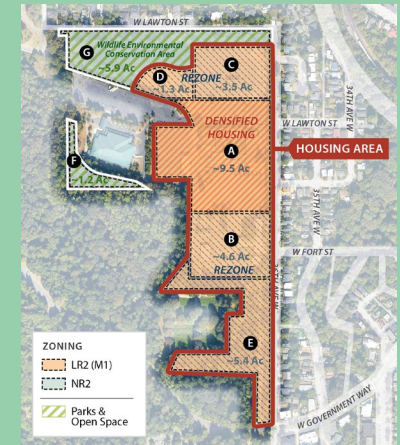 W LAWTON ST
G
Wildlife Environmental
Conservation Area
~5.9 Ac
D
REZONE
~1.3 Ac
C
~3.5 Ac
34TH AVE W
DENSIFIED
HOUSING
W LAWTON ST
A
~9.5 Ac
HOUSING AREA
F
~1.2 Ac
35TH AVE W
B
~4.6 Ac
REZONE
W FORT ST
E
~5.4 Ac
W GOVERNMENT WAY
ZONING
LR2 (M1)
NR2
Parks &
Open Space